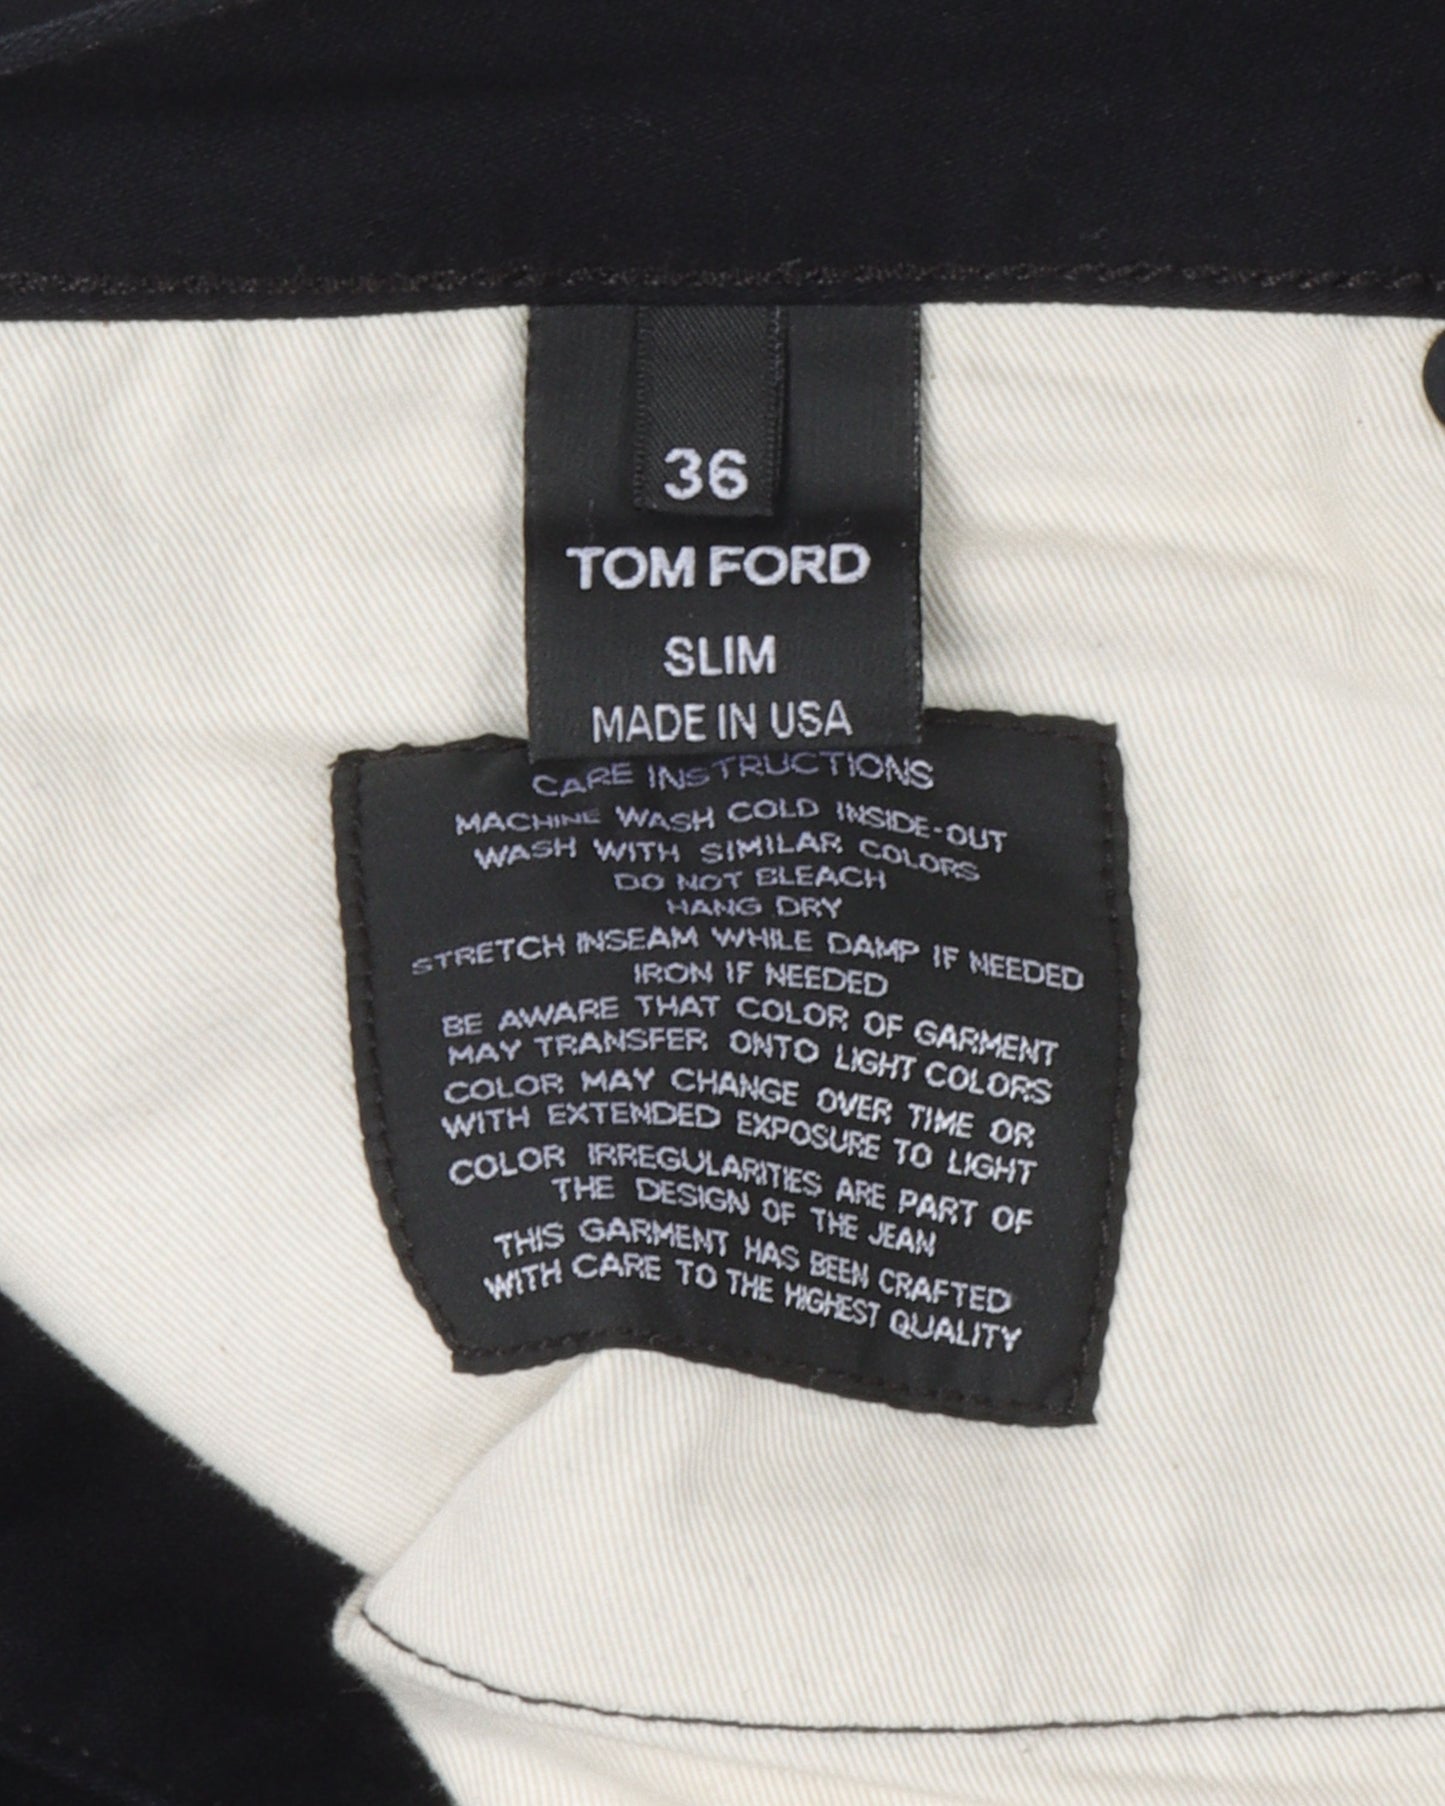 36
TOM FORD
SLIM
MADE IN USA
CARE INSTRUCTIONS
MACHINE WASH COLD INSIDE-OUT
WASH WITH SIMILAR COLORS
DO NOT BLEACH
HANG DRY
STRETCH INSEAM WHILE DAMP IF NEEDED
IRON IF NEEDED
BE AWARE THAT COLOR OF GARMENT
MAY TRANSFER ONTO LIGHT COLORS
COLOR MAY CHANGE OVER TIME OR
WITH EXTENDED EXPOSURE TO LIGHT
COLOR IRREGULARITIES ARE PART OF
THE DESIGN OF THE JEAN
THIS GARMENT HAS BEEN CRAFTED
WITH CARE TO THE HIGHEST QUALITY